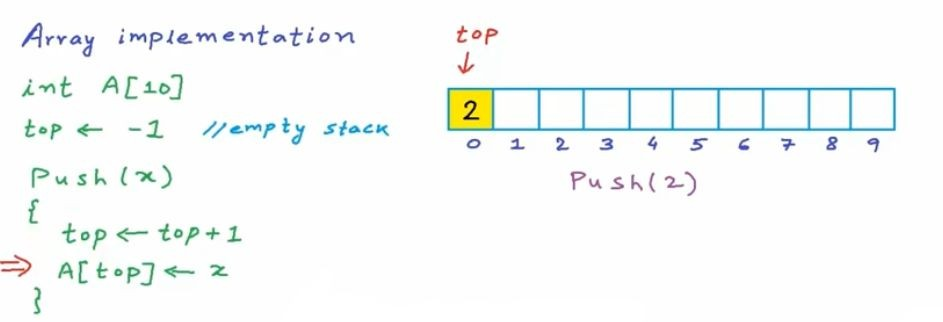 Array implementation
int A[10]
top ← -1 //empty stack
Push(x)
{
top ← top+1
⇒ A[top] ← x
}
top
↓
2
0 1 2 3 4 5 6 7 8 9
Push(2)